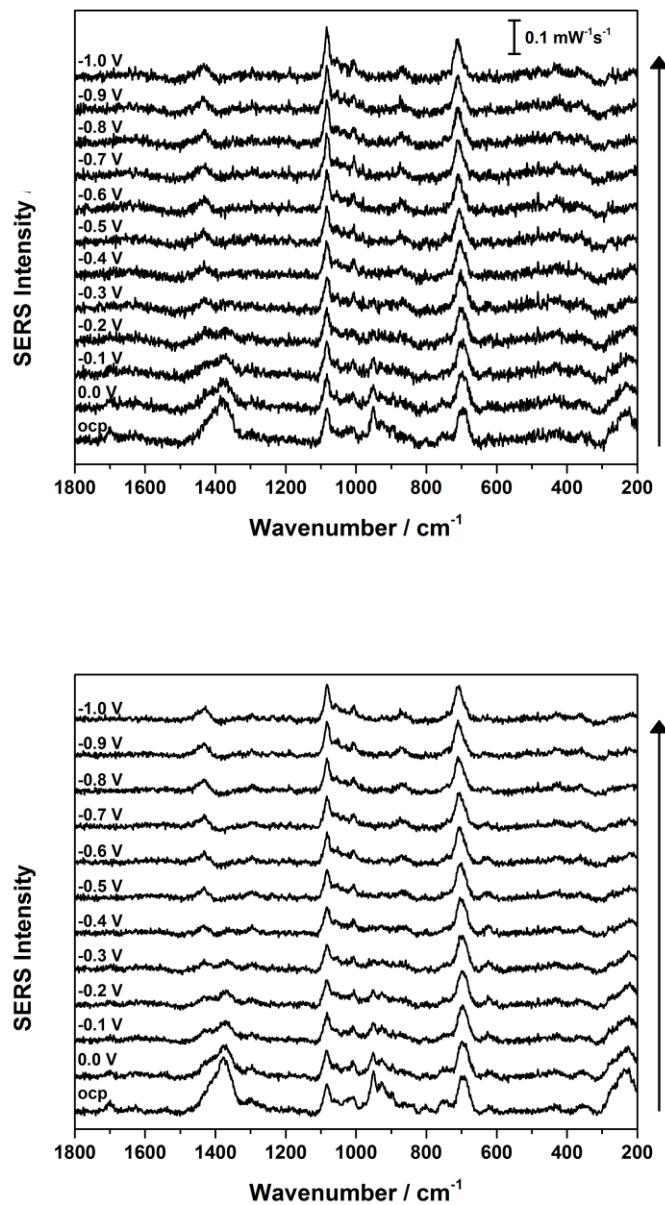 0.1 mW⁻¹s⁻¹
-1.0 V
-0.9 V
-0.8 V
-0.7 V
-0.6 V
-0.5 V
-0.4 V
-0.3 V
-0.2 V
-0.1 V
0.0 V
ocp
SERS Intensity
1800 1600 1400 1200 1000 800 600 400 200
Wavenumber / cm⁻¹
-1.0 V
-0.9 V
-0.8 V
-0.7 V
-0.6 V
-0.5 V
-0.4 V
-0.3 V
-0.2 V
-0.1 V
0.0 V
ocp
SERS Intensity
1800 1600 1400 1200 1000 800 600 400 200
Wavenumber / cm⁻¹